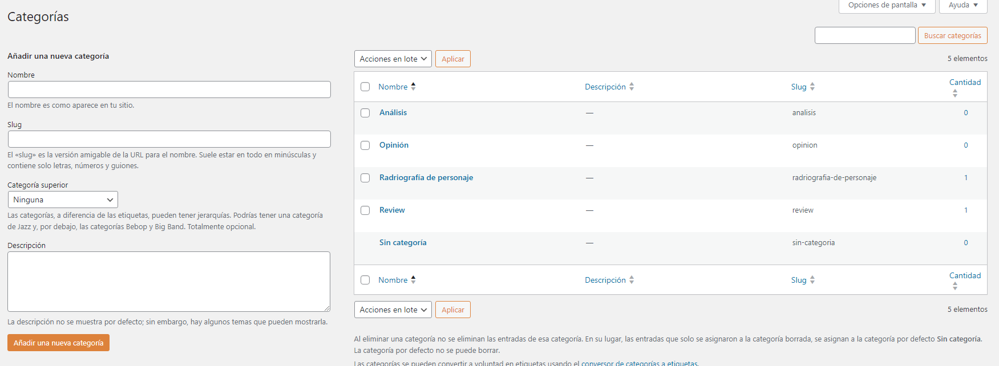 Opciones de pantalla
Ayuda
Categorías
Buscar categorías
Añadir una nueva categoría
Acciones en lote
Aplicar
5 elementos
Nombre
El nombre es como aparece en tu sitio.
Slug
El «slug» es la versión amigable de la URL para el nombre. Suele estar en todo en minúsculas y
contiene solo letras, números y guiones.
Categoría superior
Ninguna
Las categorías, a diferencia de las etiquetas, pueden tener jerarquías. Podrías tener una categoría
de Jazz y, por debajo, las categorías Bebop y Big Band. Totalmente opcional.
Descripción
La descripción no se muestra por defecto; sin embargo, hay algunos temas que pueden mostrarla.
Añadir una nueva categoría
Nombre Descripción Slug Cantidad
Análisis — analisis 0
Opinión — opinion 0
Radriografía de personaje — radriografia-de-personaje 1
Review — review 1
Sin categoría — sin-categoria 0
Nombre Descripción Slug Cantidad
Acciones en lote
Aplicar
5 elementos
Al eliminar una categoría no se eliminan las entradas de esa categoría. En su lugar, las entradas que solo se asignaron a la categoría borrada, se asignan a la categoría por defecto Sin categoría.
La categoría por defecto no se puede borrar.
Las categorías se pueden convertir a voluntad en etiquetas usando el conversor de categorías a etiquetas.